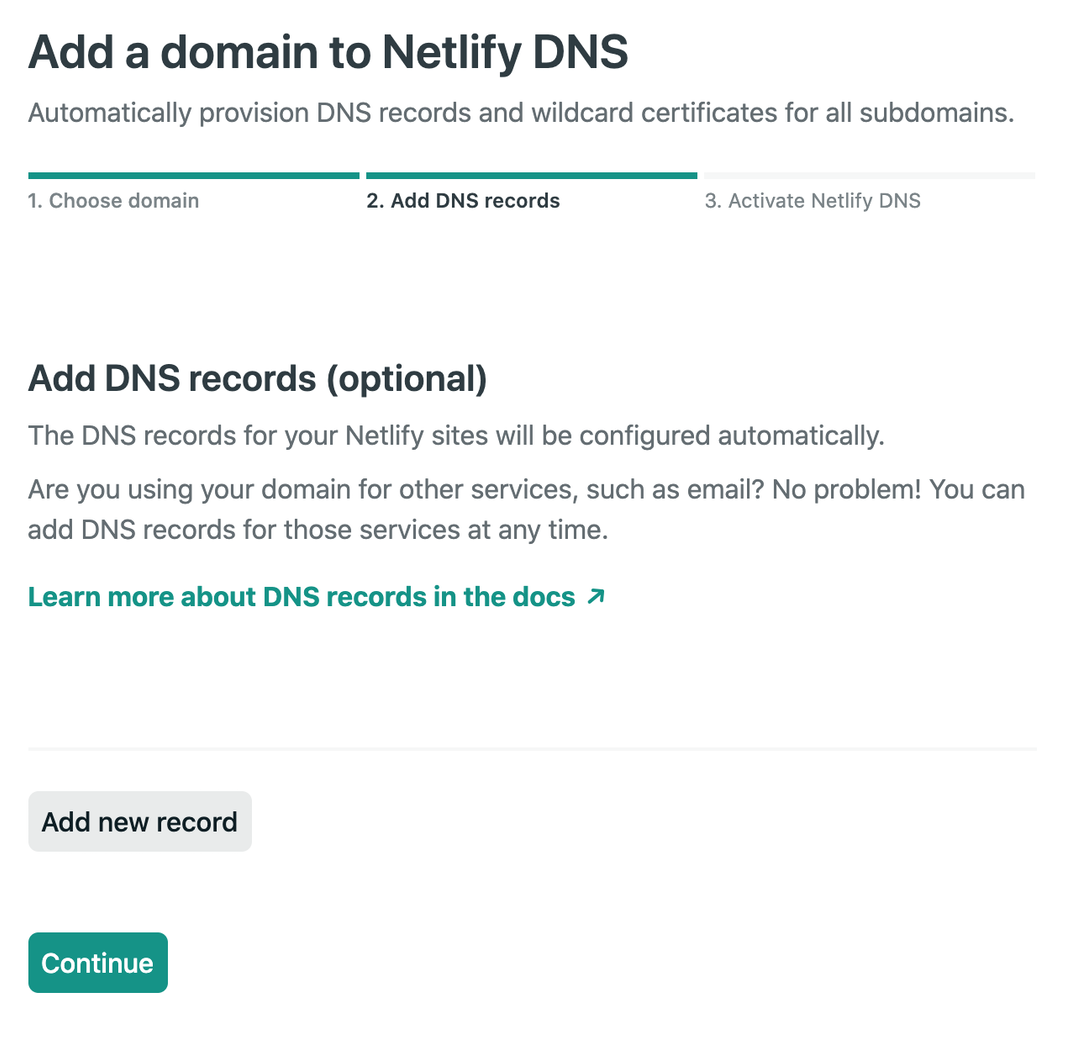 Add a domain to Netlify DNS
Automatically provision DNS records and wildcard certificates for all subdomains.
1. Choose domain
2. Add DNS records
3. Activate Netlify DNS
Add DNS records (optional)
The DNS records for your Netlify sites will be configured automatically.
Are you using your domain for other services, such as email? No problem! You can
add DNS records for those services at any time.
Learn more about DNS records in the docs ↗
Add new record
Continue